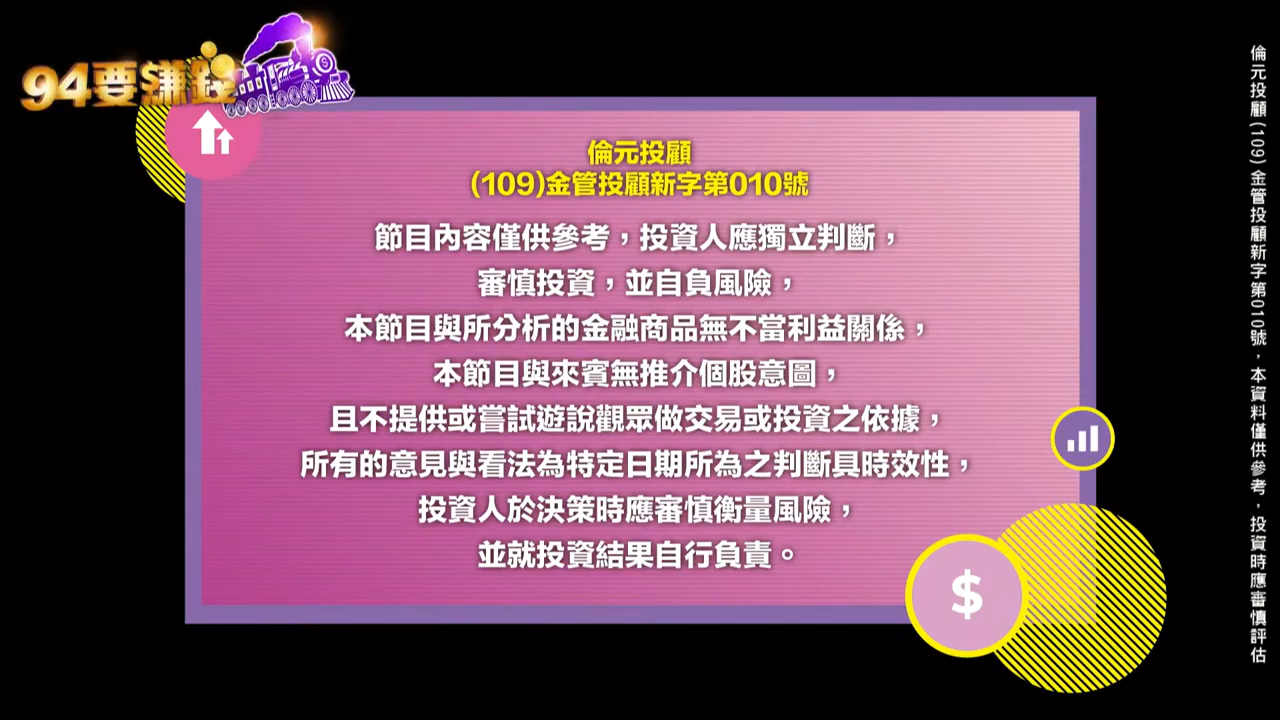 94要賺錢
倫元投顧
(109)金管投顧新字第010號
節目內容僅供參考，投資人應獨立判斷，
審慎投資，並自負風險，
本節目與所分析的金融商品無不當利益關係，
本節目與來賓無推介個股意圖，
且不提供或嘗試遊說觀眾做交易或投資之依據，
所有的意見與看法為特定日期所為之判斷具時效性，
投資人於決策時應審慎衡量風險，
並就投資結果自行負責。
$
倫元投顧(109)金管投顧新字第010號，本資料僅供參考，投資時應審慎評估